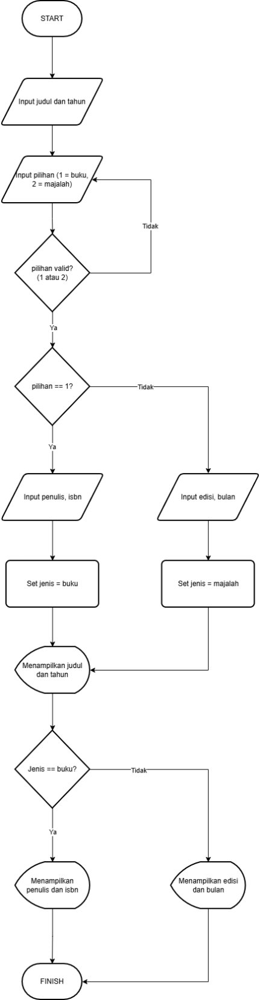 START
Input judul dan tahun
Input pilihan (1 = buku,
2 = majalah)
Tidak
pilihan valid?
(1 atau 2)
Ya
pilihan == 1?
Tidak
Ya
Input penulis, isbn
Input edisi, bulan
Set jenis = buku
Set jenis = majalah
Menampilkan judul
dan tahun
Jenis == buku?
Tidak
Ya
Menampilkan
penulis dan isbn
Menampilkan edisi
dan bulan
FINISH